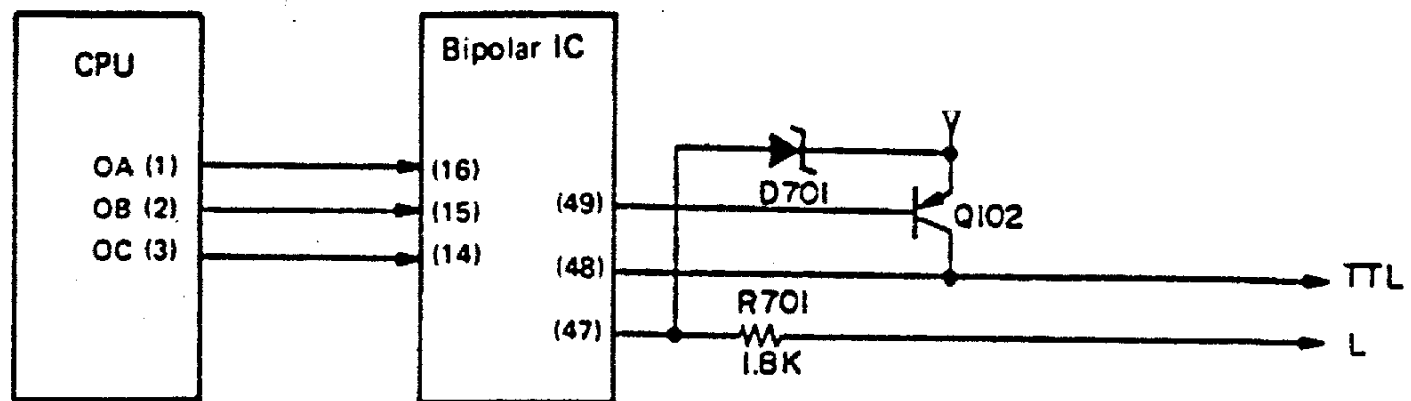 CPU
OA (1)
OB (2)
OC (3)
Bipolar IC
(16)
(15)
(14)
(49)
(48)
(47)
V
D701
Q102
R701
1.8K
TTL
L